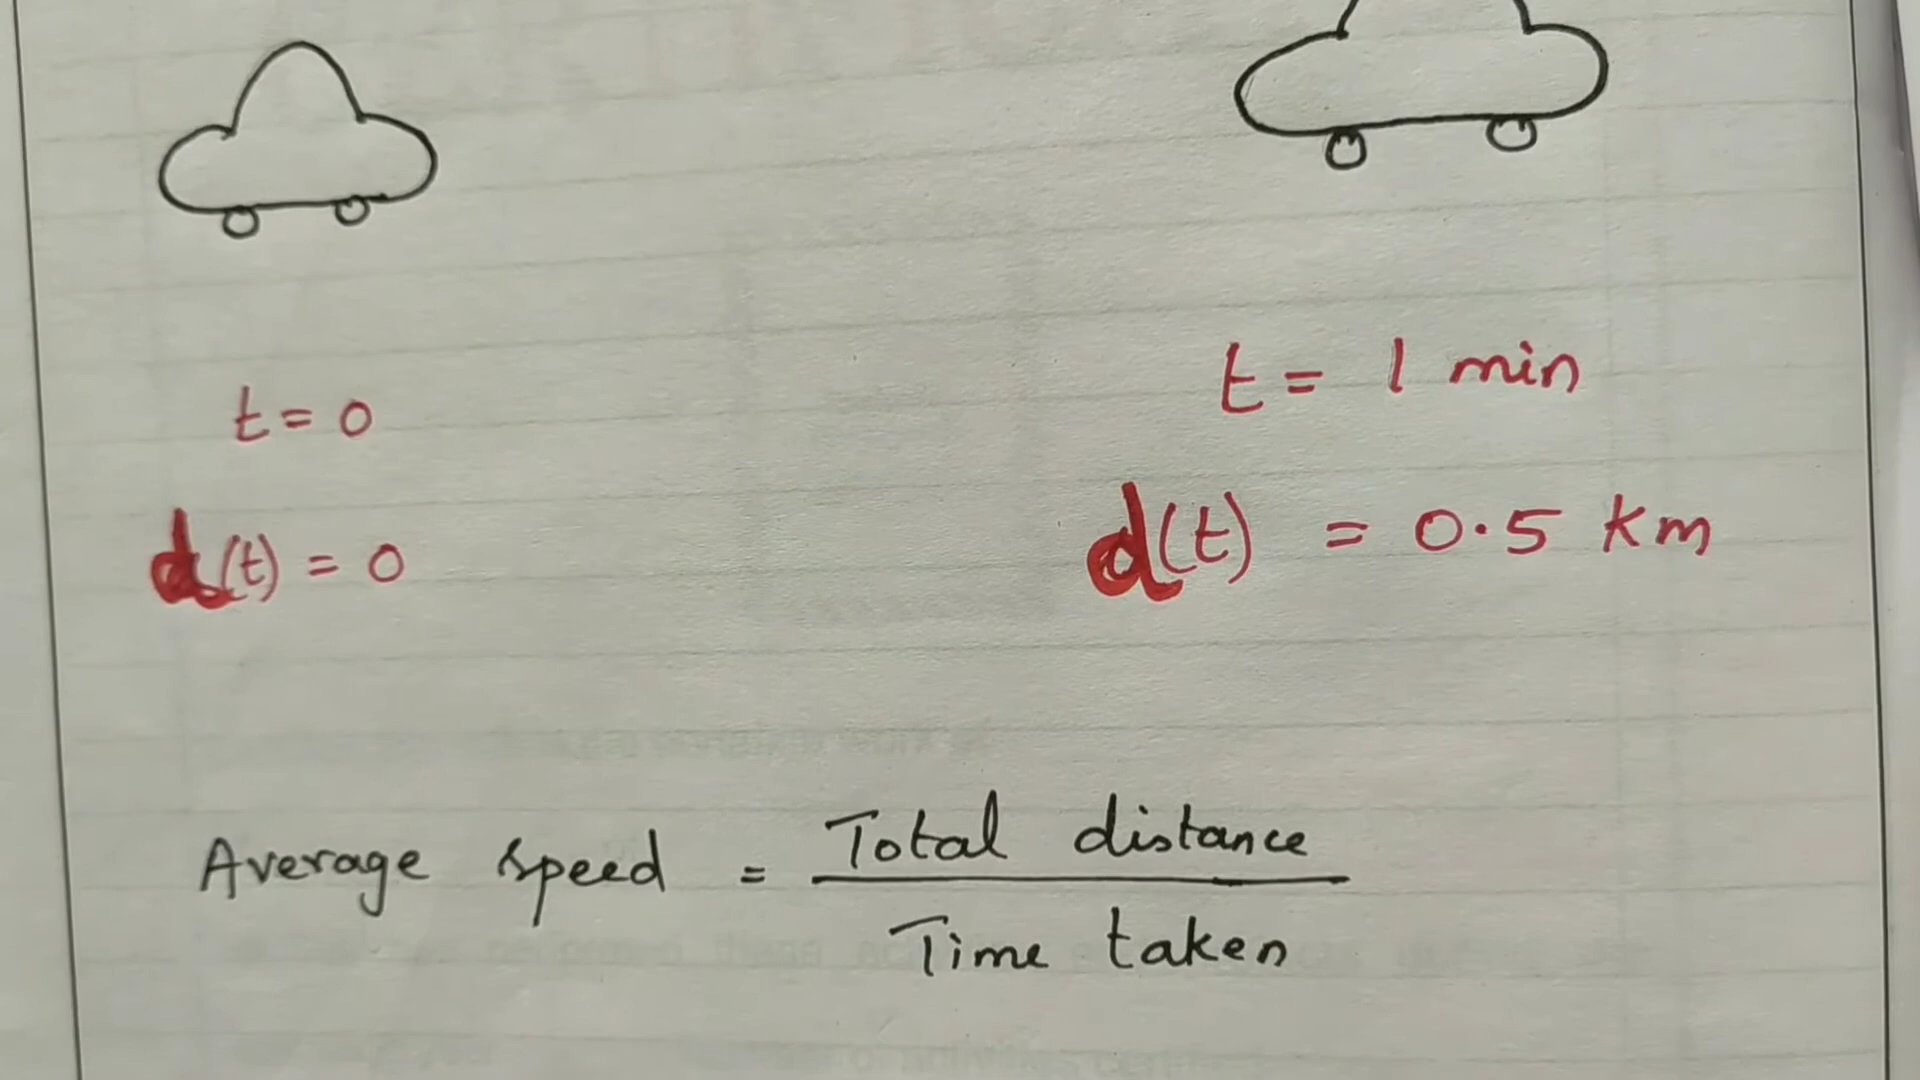 t = 0
t = 1 min
d(t) = 0
d(t) = 0.5 km
Average speed = Total distance
Time taken